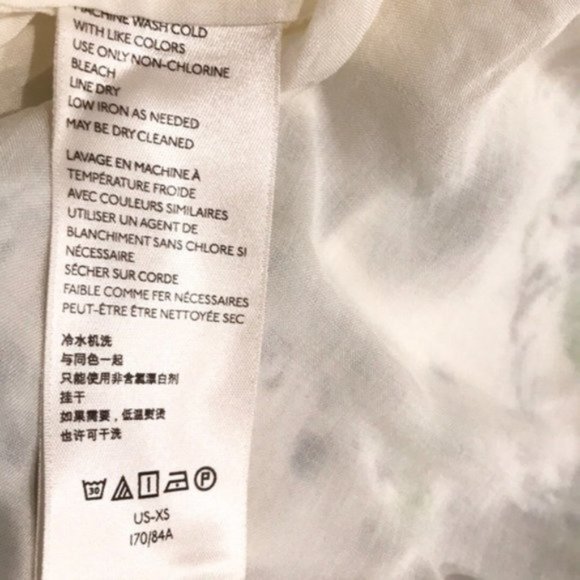 MACHINE WASH COLD
WITH LIKE COLORS
USE ONLY NON-CHLORINE
BLEACH
LINE DRY
LOW IRON AS NEEDED
MAY BE DRY CLEANED
LAVAGE EN MACHINE À
TEMPÉRATURE FROIDE
AVEC COULEURS SIMILAIRES
UTILISER UN AGENT DE
BLANCHIMENT SANS CHLORE SI
NÉCESSAIRE
SÉCHER SUR CORDE
FAIBLE COMME FER NÉCESSAIRES
PEUT-ÊTRE ÊTRE NETTOYÉE SEC
冷水机洗
与同色一起
只能使用非含氯漂白剂
挂干
如果需要，低温熨烫
也许可干洗
30 P
US-XS
170/84A